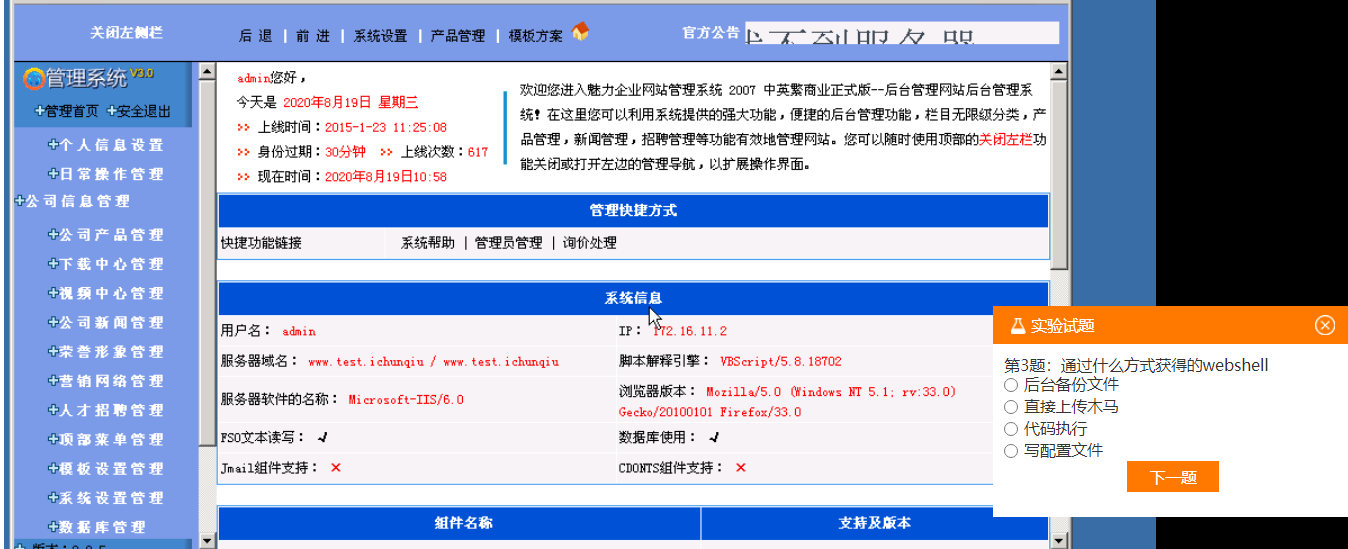 关闭左侧栏
后 退 | 前 进 | 系统设置 | 产品管理 | 模板方案
官方公告
管理系统 V3.0
管理首页 安全退出
个人信息设置
日常操作管理
公司信息管理
公司产品管理
下载中心管理
视频中心管理
公司新闻管理
荣誉形象管理
营销网络管理
人才招聘管理
顶部菜单管理
模板设置管理
系统设置管理
数据库管理
admin您好，
今天是 2020年8月19日 星期三
>> 上线时间：2015-1-23 11:25:08
>> 身份过期：30分钟 >> 上线次数：617
>> 现在时间：2020年8月19日10:58
欢迎您进入魅力企业网站管理系统 2007 中英繁商业正式版--后台管理网站后台管理系
统! 在这里您可以利用系统提供的强大功能，便捷的后台管理功能，栏目无限级分类，产
品管理，新闻管理，招聘管理等功能有效地管理网站。您可以随时使用顶部的关闭左栏功
能关闭或打开左边的管理导航，以扩展操作界面。
管理快捷方式
快捷功能链接 系统帮助 | 管理员管理 | 询价处理
系统信息
用户名： admin IP： 172.16.11.2
服务器域名： www.test.ichunqiu / www.test.ichunqiu 脚本解释引擎： VBScript/5.8.18702
服务器软件的名称： Microsoft-IIS/6.0 浏览器版本： Mozilla/5.0 (Windows NT 5.1; rv:33.0)
Gecko/20100101 Firefox/33.0
FSO文本读写： √ 数据库使用： √
Jmail组件支持： × CDONTS组件支持： ×
组件名称 支持及版本
实验试题
第3题：通过什么方式获得的webshell
后台备份文件
直接上传木马
代码执行
写配置文件
下一题